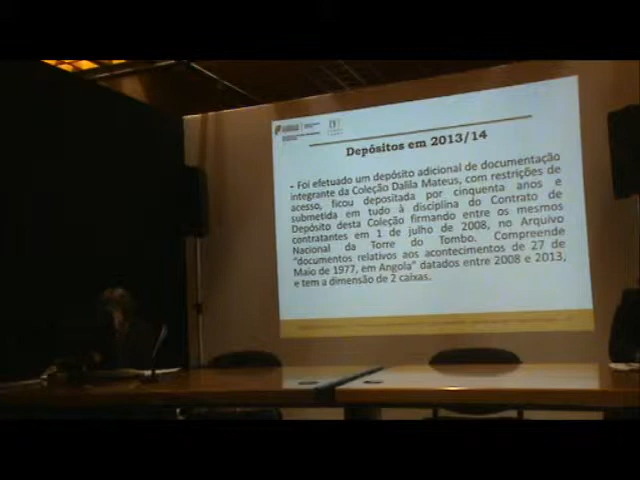 Depósitos em 2013/14
- Foi efetuado um depósito adicional de documentação
integrante da Coleção Dalila Mateus, com restrições de
acesso, ficou depositada por cinquenta anos e
submetida em tudo à disciplina do Contrato de
Depósito desta Coleção firmando entre os mesmos
contratantes em 1 de julho de 2008, no Arquivo
Nacional da Torre do Tombo. Compreende
"documentos relativos aos acontecimentos de 27 de
Maio de 1977, em Angola" datados entre 2008 e 2013,
e tem a dimensão de 2 caixas.